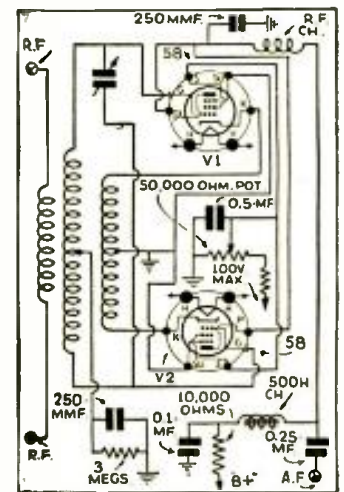 250 MMF.
R.F.
CH.
R.F.
58
V1
50,000 OHM. POT
0.5-MF
100V
MAX
K
58
V2
500H
CH.
250
MMF
10,000
OHMS
0.1
MF
0.25
MF
3
MEGS
B+
R.F.
A.F.